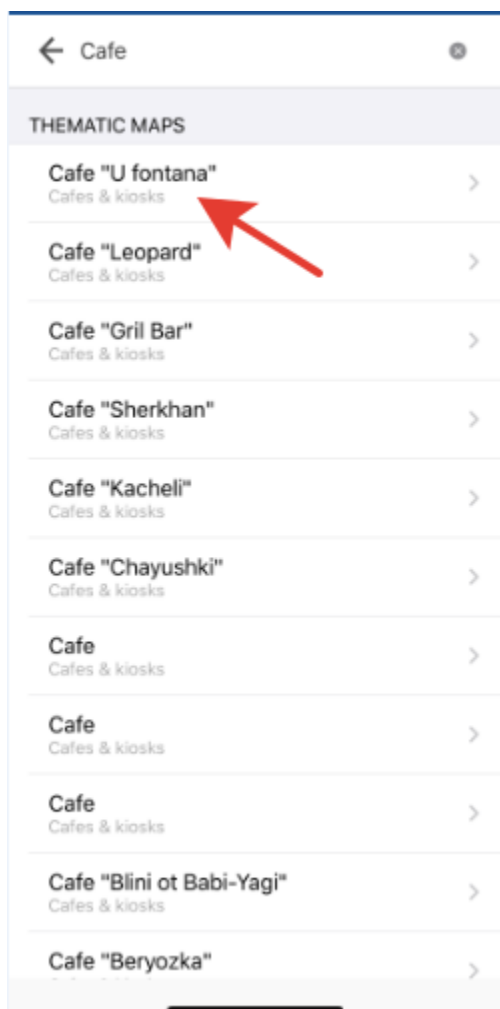 Cafe
THEMATIC MAPS
Cafe "U fontana"
Cafes & kiosks
Cafe "Leopard"
Cafes & kiosks
Cafe "Gril Bar"
Cafes & kiosks
Cafe "Sherkhan"
Cafes & kiosks
Cafe "Kacheli"
Cafes & kiosks
Cafe "Chayushki"
Cafes & kiosks
Cafe
Cafes & kiosks
Cafe
Cafes & kiosks
Cafe
Cafes & kiosks
Cafe "Blini ot Babi-Yagi"
Cafes & kiosks
Cafe "Beryozka"